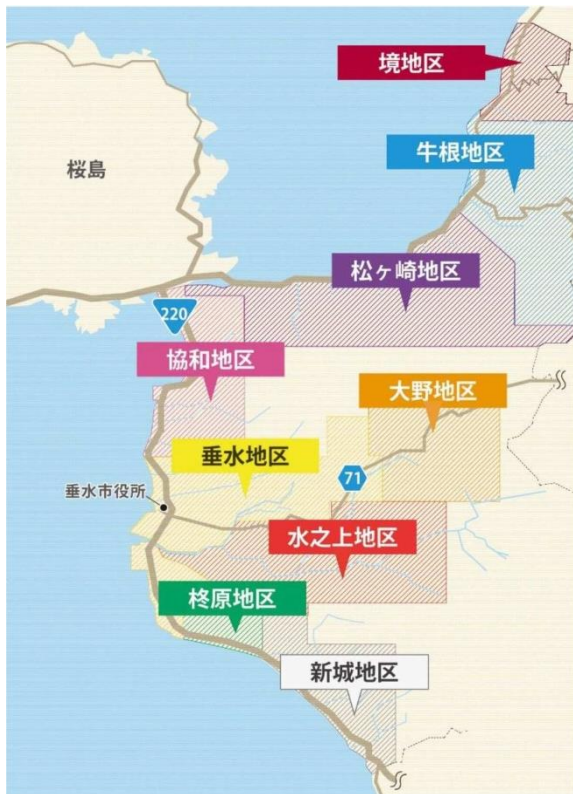 境地区
牛根地区
桜島
松ヶ崎地区
220
協和地区
大野地区
垂水地区
71
垂水市役所
水之上地区
柊原地区
新城地区